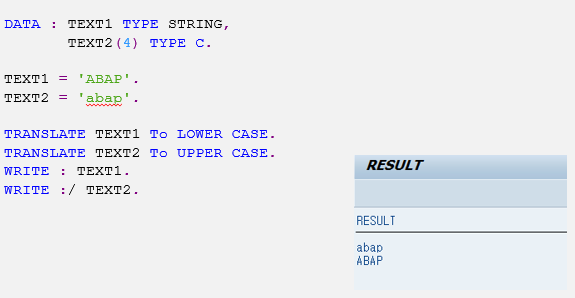 DATA : TEXT1 TYPE STRING,
TEXT2(4) TYPE C.
TEXT1 = 'ABAP'.
TEXT2 = 'abap'.
TRANSLATE TEXT1 To LOWER CASE.
TRANSLATE TEXT2 To UPPER CASE.
WRITE : TEXT1.
WRITE :/ TEXT2.
RESULT
RESULT
abap
ABAP